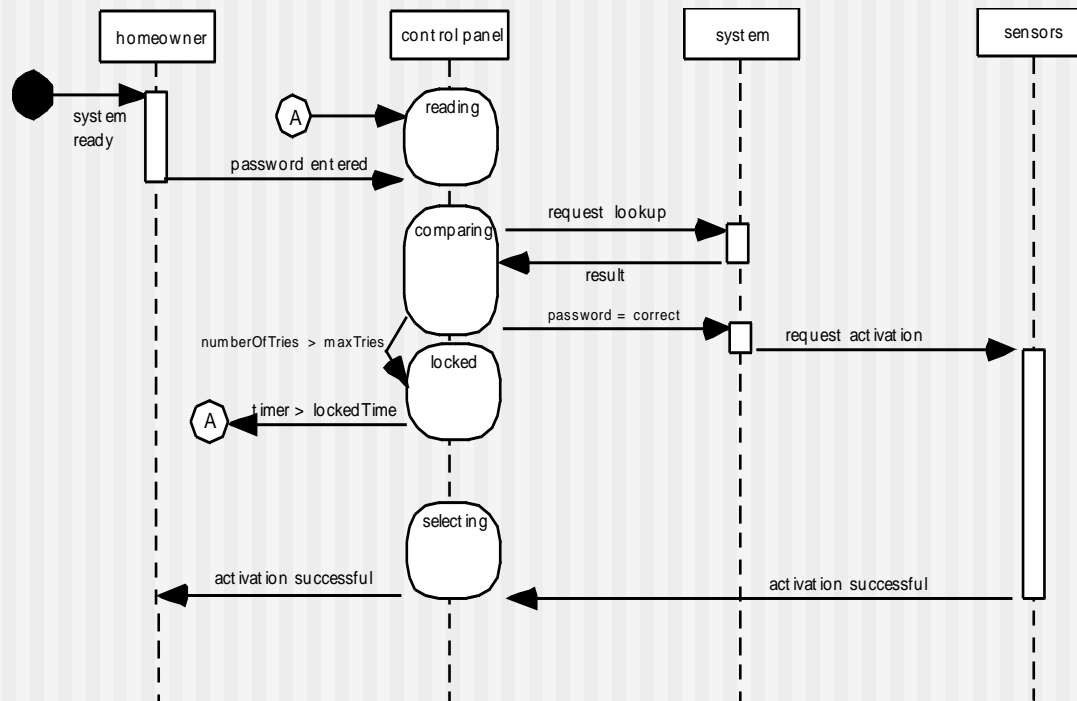 homeowner
control panel
system
sensors
system
ready
A
reading
password entered
comparing
request lookup
result
password = correct
request activation
numberOfTries > maxTries
locked
A
timer > lockedTime
selecting
activation successful
activation successful